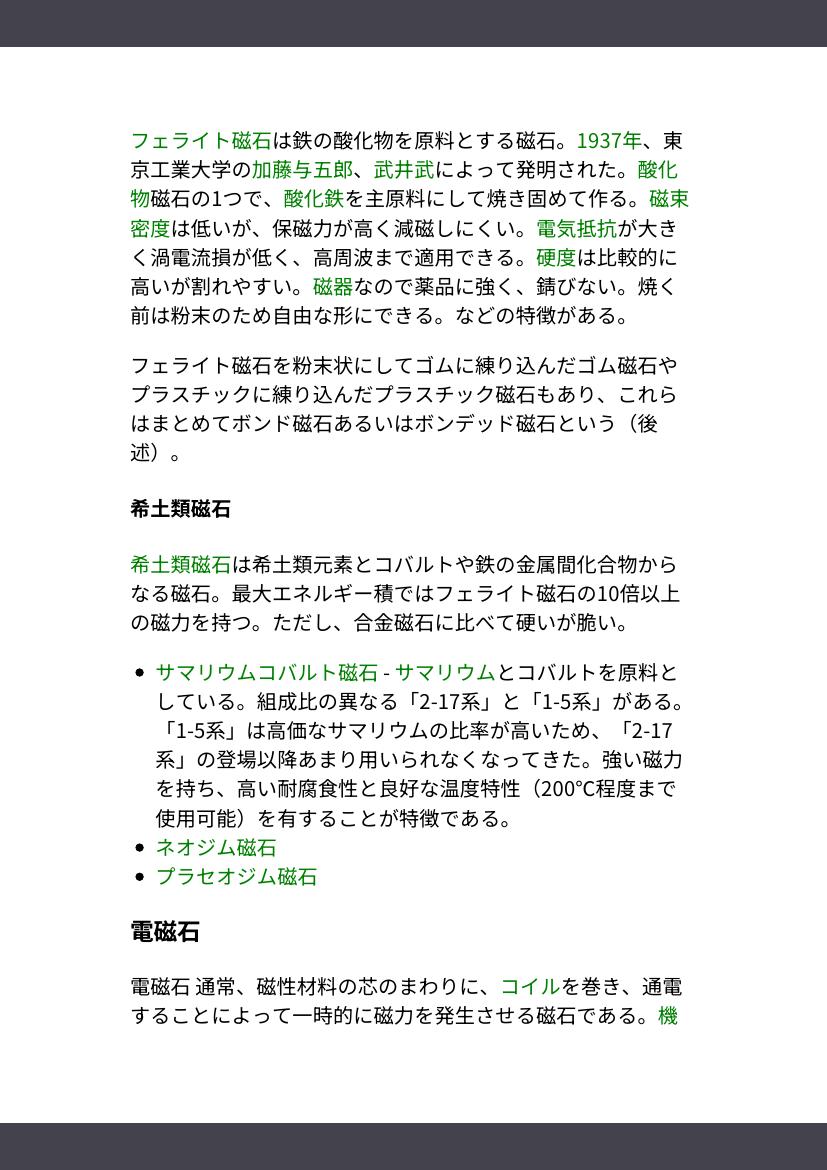 フェライト磁石は鉄の酸化物を原料とする磁石。1937年、東
京工業大学の加藤与五郎、武井武によって発明された。酸化
物磁石の1つで、酸化鉄を主原料にして焼き固めて作る。磁束
密度は低いが、保磁力が高く減磁しにくい。電気抵抗が大き
く渦電流損が低く、高周波まで適用できる。硬度は比較的に
高いが割れやすい。磁器なので薬品に強く、錆びない。焼く
前は粉末のため自由な形にできる。などの特徴がある。
フェライト磁石を粉末状にしてゴムに練り込んだゴム磁石や
プラスチックに練り込んだプラスチック磁石もあり、これら
はまとめてボンド磁石あるいはボンデッド磁石という（後
述）。
希土類磁石
希土類磁石は希土類元素とコバルトや鉄の金属間化合物から
なる磁石。最大エネルギー積ではフェライト磁石の10倍以上
の磁力を持つ。ただし、合金磁石に比べて硬いが脆い。
• サマリウムコバルト磁石 - サマリウムとコバルトを原料と
している。組成比の異なる「2-17系」と「1-5系」がある。
「1-5系」は高価なサマリウムの比率が高いため、「2-17
系」の登場以降あまり用いられなくなってきた。強い磁力
を持ち、高い耐腐食性と良好な温度特性（200℃程度まで
使用可能）を有することが特徴である。
• ネオジム磁石
• プラセオジム磁石
電磁石
電磁石 通常、磁性材料の芯のまわりに、コイルを巻き、通電
することによって一時的に磁力を発生させる磁石である。機